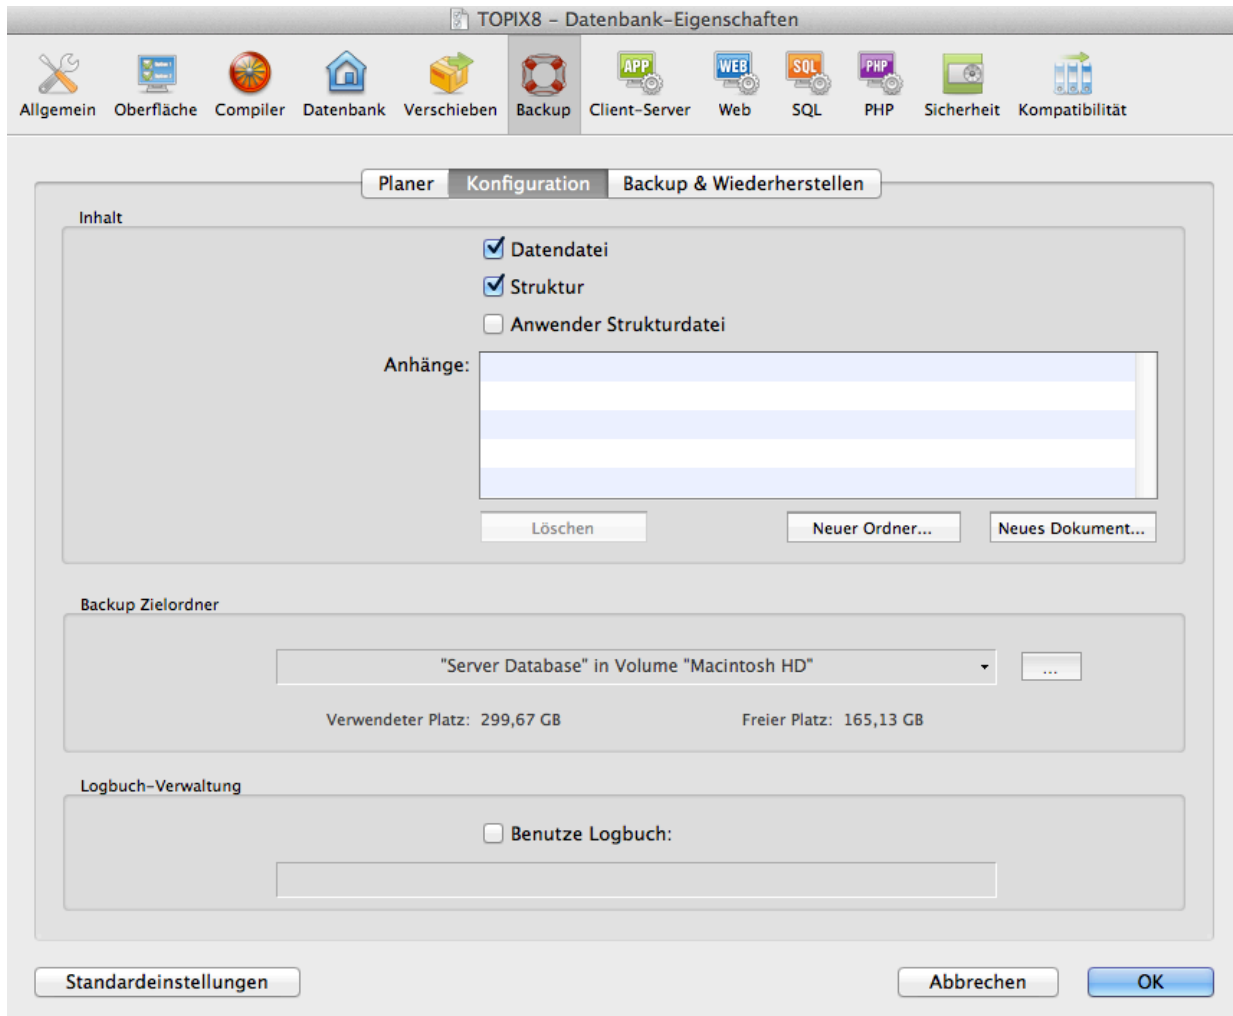 TOPIX8 – Datenbank-Eigenschaften
APP WEB SQL PHP
Allgemein Oberfläche Compiler Datenbank Verschieben Backup Client-Server Web SQL PHP Sicherheit Kompatibilität
Planer Konfiguration Backup & Wiederherstellen
Inhalt
Datendatei
Struktur
Anwender Strukturdatei
Anhänge:
Löschen Neuer Ordner... Neues Dokument...
Backup Zielordner
"Server Database" in Volume "Macintosh HD" ...
Verwendeter Platz: 299,67 GB Freier Platz: 165,13 GB
Logbuch-Verwaltung
Benutze Logbuch:
Standardeinstellungen Abbrechen OK